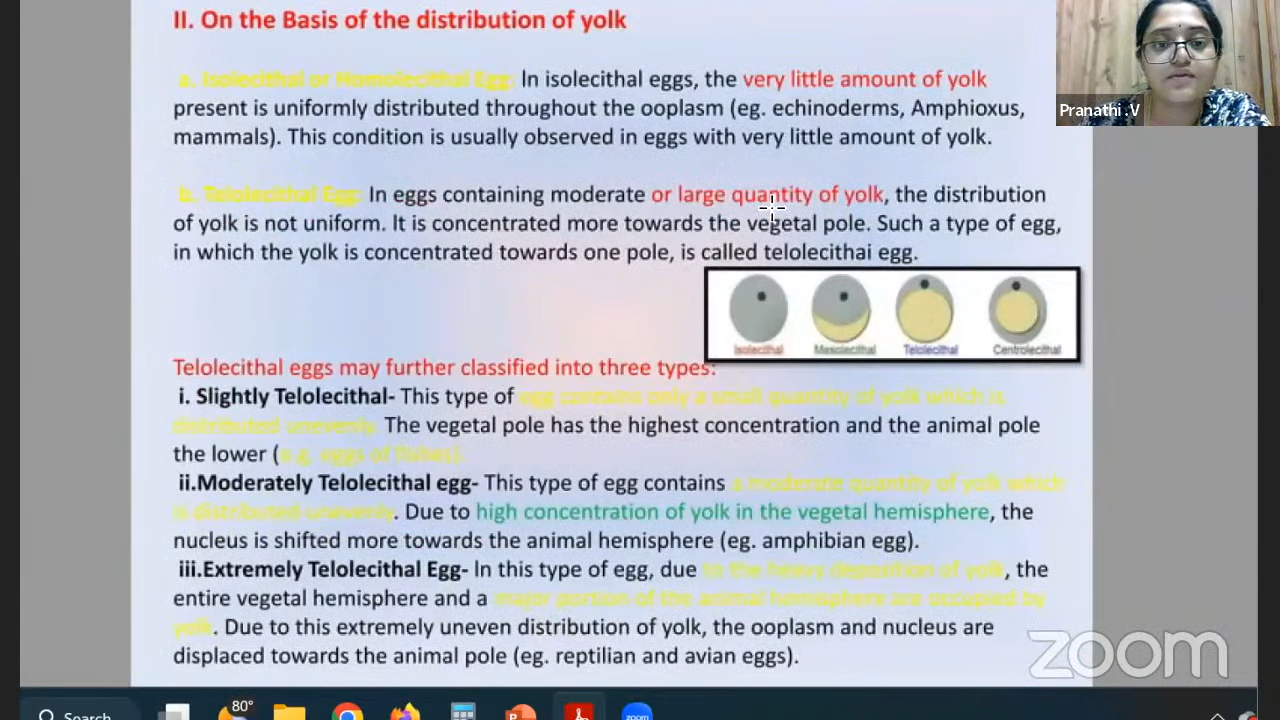 II. On the Basis of the distribution of yolk
Pranathi .V
a. Isolecithal or Homolecithal Egg: In isolecithal eggs, the very little amount of yolk
present is uniformly distributed throughout the ooplasm (eg. echinoderms, Amphioxus,
mammals). This condition is usually observed in eggs with very little amount of yolk.
b. Telolecithal Egg: In eggs containing moderate or large quantity of yolk, the distribution
of yolk is not uniform. It is concentrated more towards the vegetal pole. Such a type of egg,
in which the yolk is concentrated towards one pole, is called telolecithai egg.
Isolecithal Mesolecithal Telolecithal Centrolecithal
Telolecithal eggs may further classified into three types:
i. Slightly Telolecithal- This type of egg contains only a small quantity of yolk which is
distributed unevenly. The vegetal pole has the highest concentration and the animal pole
the lower (e.g. eggs of
ii.Moderately Telolecithal egg- This type of egg contains a moderate quantity of yolk which
is distributed unevenly. Due to high concentration of yolk in the vegetal hemisphere, the
nucleus is shifted more towards the animal hemisphere (eg. amphibian egg).
iii.Extremely Telolecithal Egg- In this type of egg, due to the heavy deposition of yolk, the
entire vegetal hemisphere and a major portion of the animal hemisphere are occupied by
yolk. Due to this extremely uneven distribution of yolk, the ooplasm and nucleus are
displaced towards the animal pole (eg. reptilian and avian eggs).
zoom
80°
Search
zoom